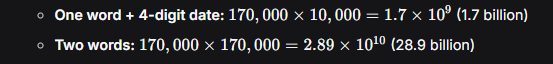 One word + 4-digit date: 170,000 × 10,000 = 1.7 × 10⁹ (1.7 billion)
Two words: 170,000 × 170,000 = 2.89 × 10¹⁰ (28.9 billion)